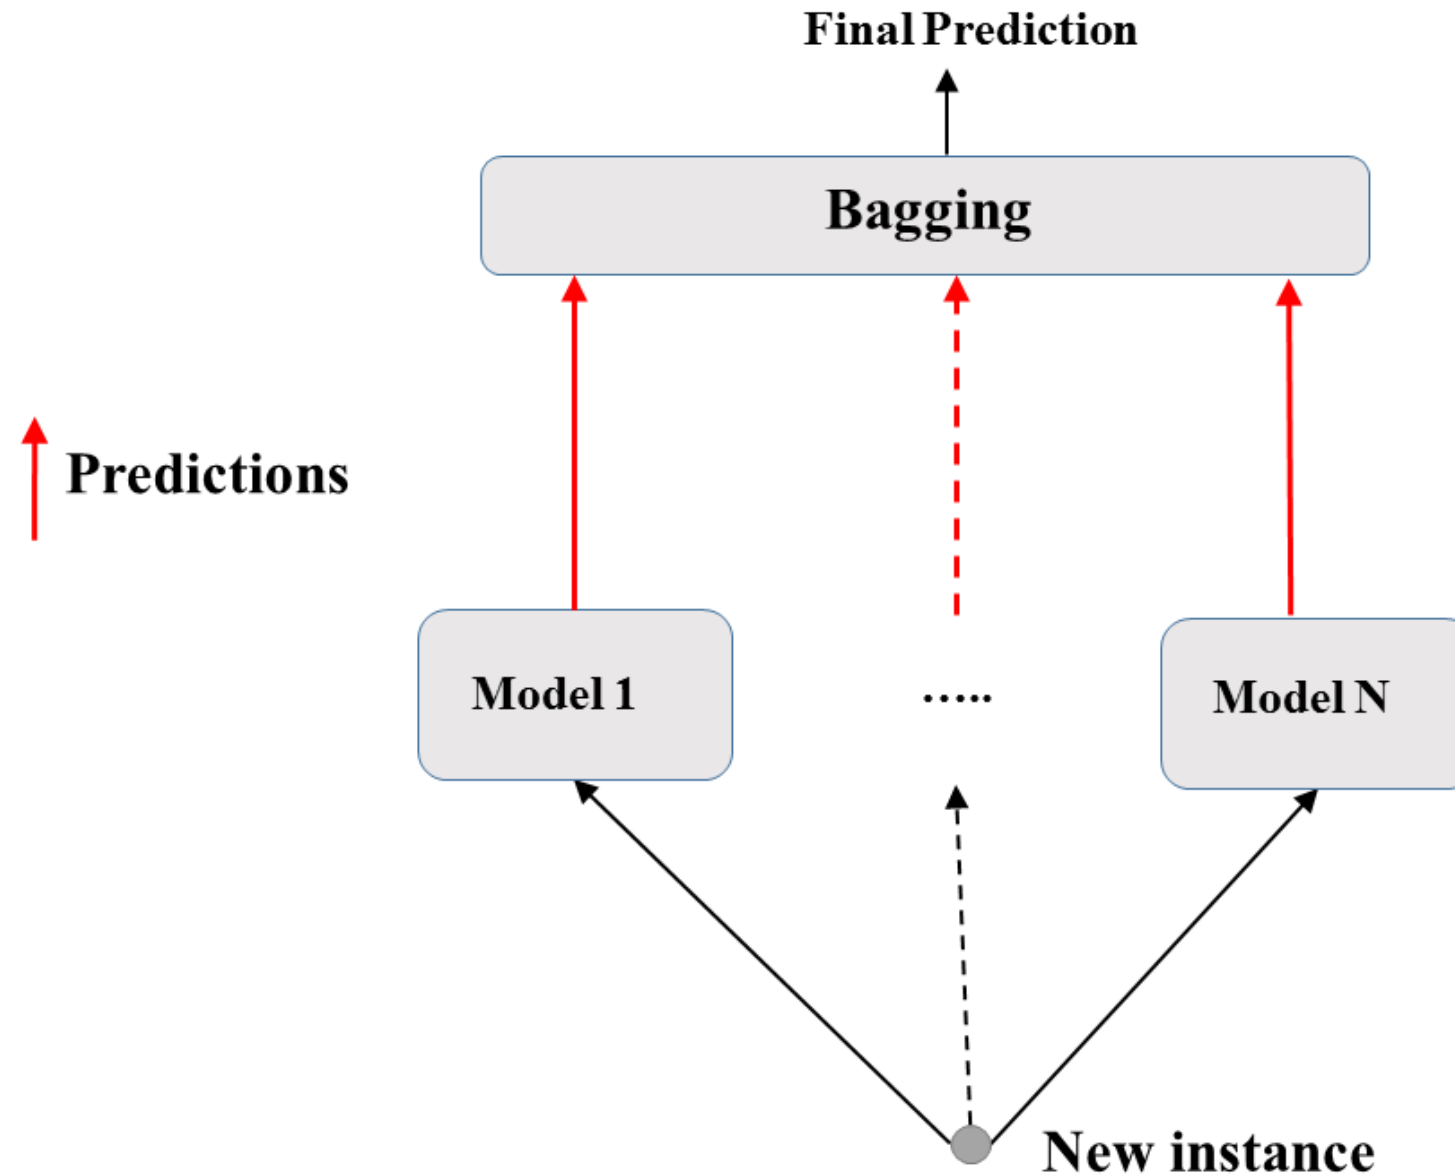 Final Prediction
Bagging
Predictions
Model 1
.....
Model N
New instance